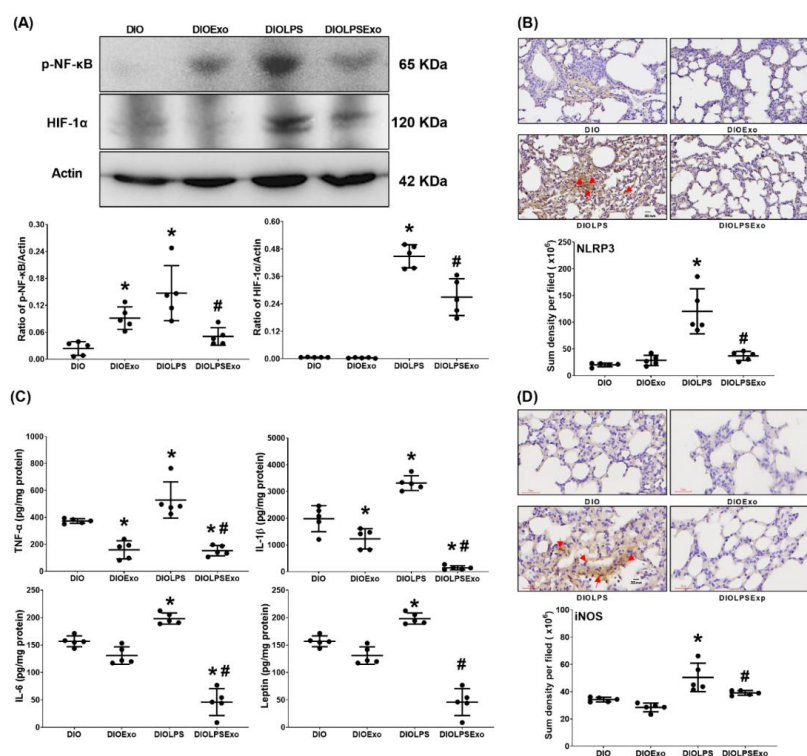 (A)
DIO DIOExo DIOLPS DIOLPSExo
p-NF-κB 65 KDa
HIF-1α 120 KDa
Actin 42 KDa
Ratio of p-NF-κB/Actin
0.30
0.24
0.18
0.12
0.06
0.00
* * #
DIO DIOExo DIOLPS DIOLPSExo
Ratio of HIF-1α/Actin
0.60
0.48
0.36
0.24
0.12
0.00
* #
DIO DIOExo DIOLPS DIOLPSExo
(B)
DIO DIOExo
DIOLPS DIOLPSExo
NLRP3
Sum density per filed ( x10⁶)
250
200
150
100
50
0
* #
DIO DIOExo DIOLPS DIOLPSExo
(C)
TNF-α (pg/mg protein)
1000
800
600
400
200
0
* * * #
DIO DIOExo DIOLPS DIOLPSExo
IL-1β (pg/mg protein)
5000
4000
3000
2000
1000
0
* * * #
DIO DIOExo DIOLPS DIOLPSExo
IL-6 (pg/mg protein)
200
150
100
50
0
* * #
DIO DIOExo DIOLPS DIOLPSExo
Leptin (pg/mg protein)
200
150
100
50
0
* #
DIO DIOExo DIOLPS DIOLPSExo
(D)
DIO DIOExo
DIOLPS DIOLPSExp
iNOS
Sum density per filed ( x10⁶)
100
80
60
40
20
0
* #
DIO DIOExo DIOLPS DIOLPSExo